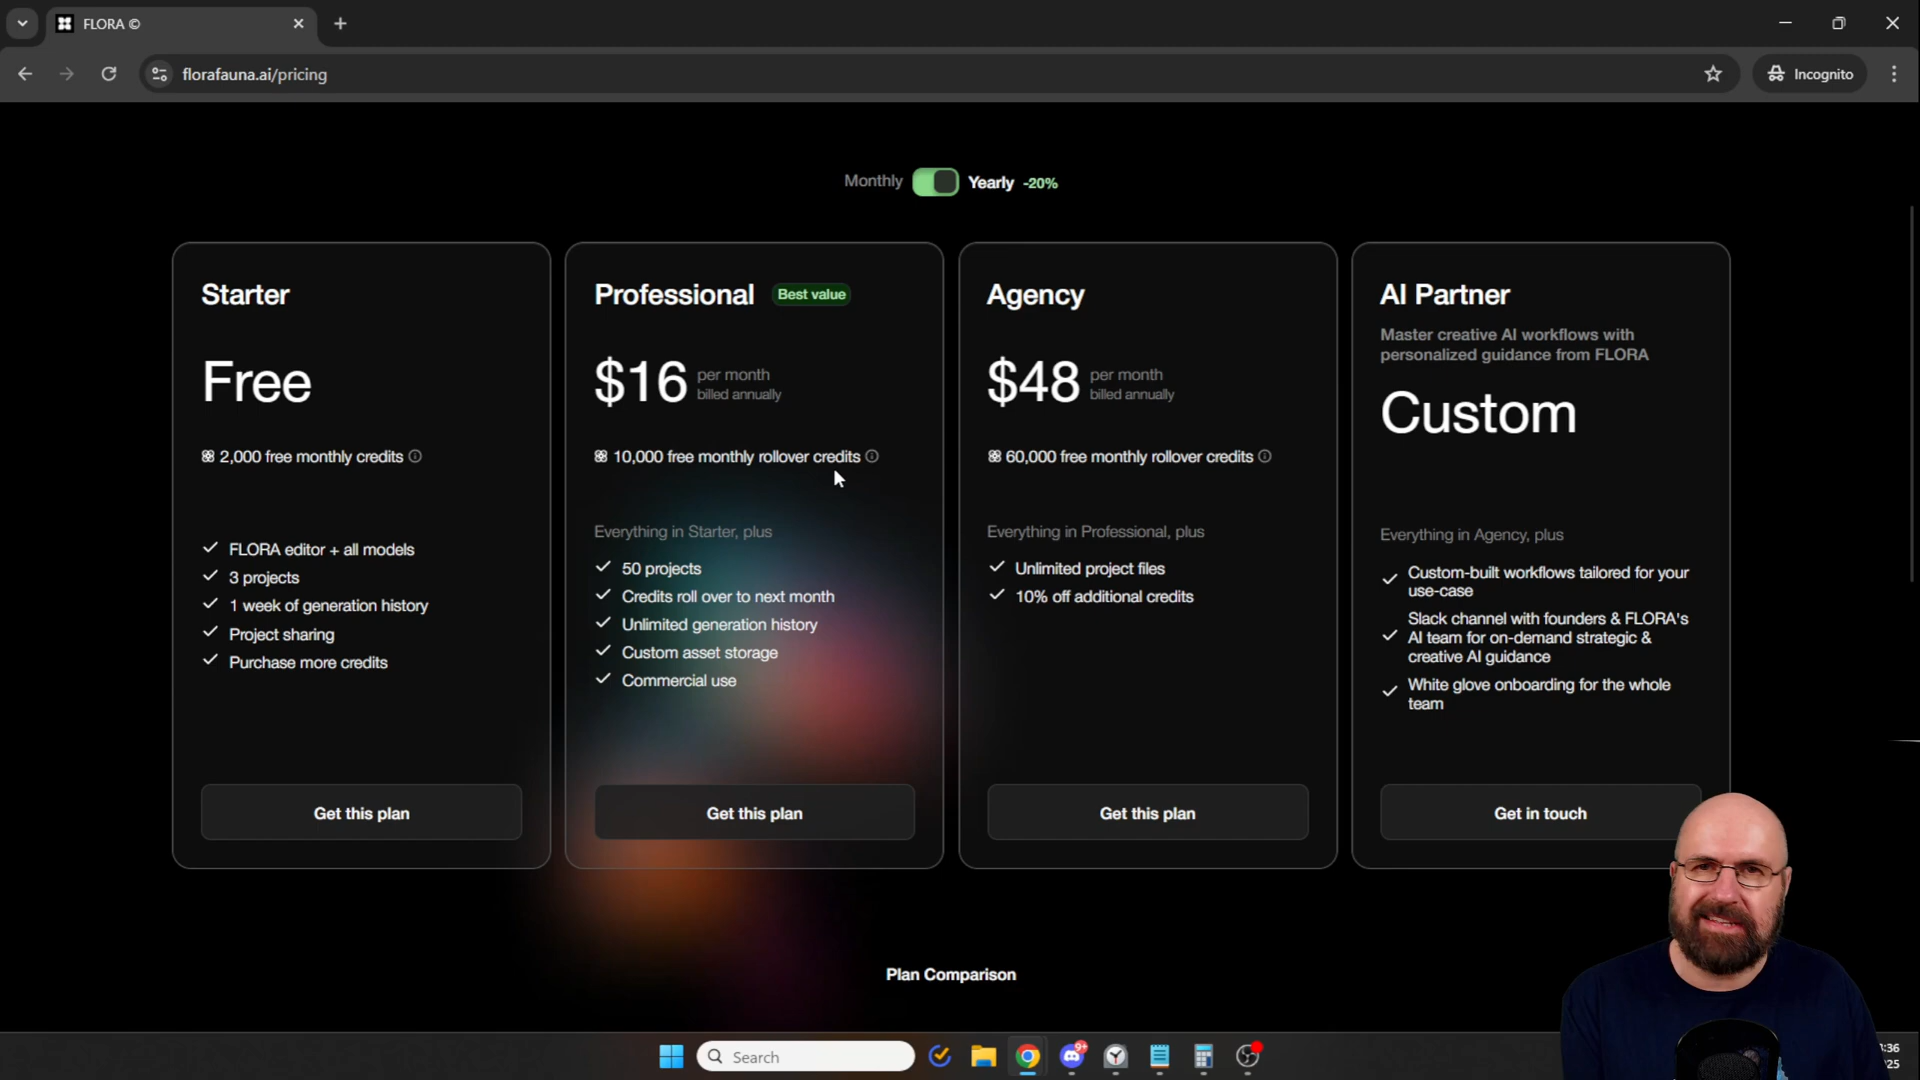 FLORA ©
florafauna.ai/pricing
Incognito
Monthly
Yearly -20%
Starter
Free
2,000 free monthly credits
FLORA editor + all models
3 projects
1 week of generation history
Project sharing
Purchase more credits
Get this plan
Professional
Best value
$16 per month
billed annually
10,000 free monthly rollover credits
Everything in Starter, plus
50 projects
Credits roll over to next month
Unlimited generation history
Custom asset storage
Commercial use
Get this plan
Agency
$48 per month
billed annually
60,000 free monthly rollover credits
Everything in Professional, plus
Unlimited project files
10% off additional credits
Get this plan
AI Partner
Master creative AI workflows with
personalized guidance from FLORA
Custom
Everything in Agency, plus
Custom-built workflows tailored for your
use-case
Slack channel with founders & FLORA's
AI team for on-demand strategic &
creative AI guidance
White glove onboarding for the whole
team
Get in touch
Plan Comparison
Search
9+
:36
25